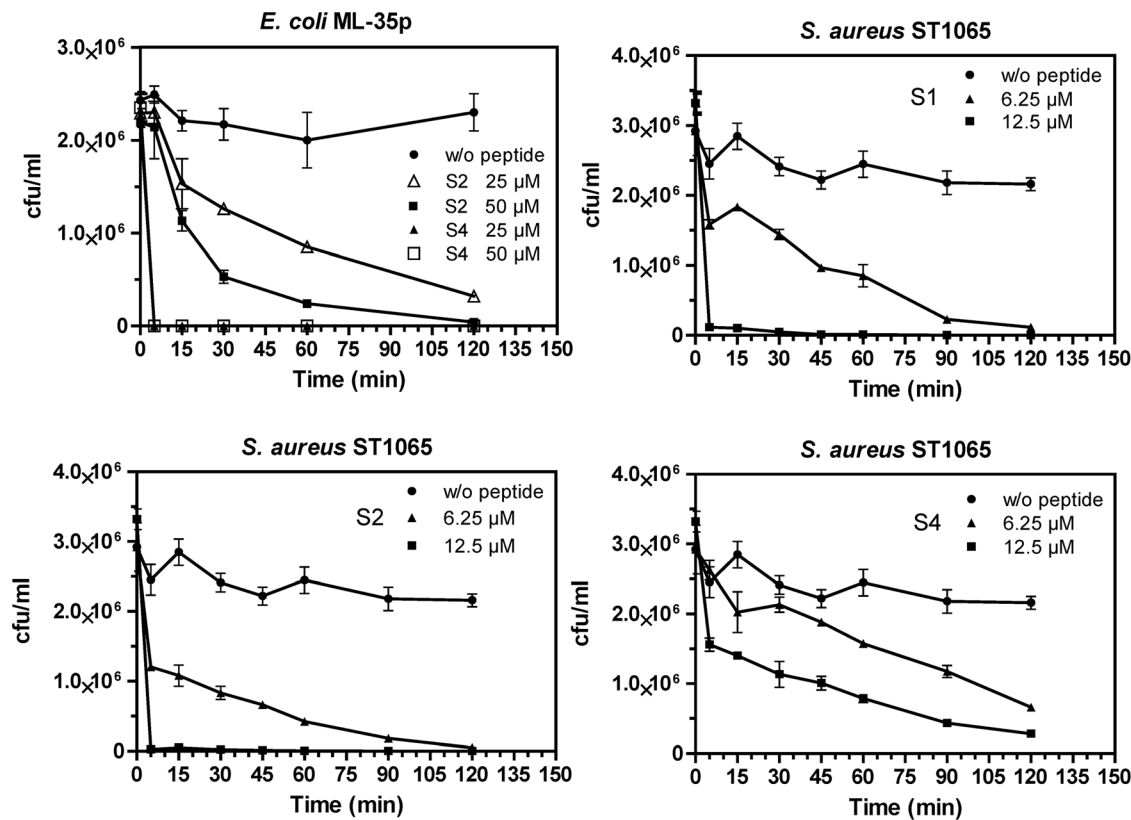 E. coli ML-35p
3.0×10⁶
2.0×10⁶
1.0×10⁶
0
cfu/ml
w/o peptide
S2 25 µM
S2 50 µM
S4 25 µM
S4 50 µM
0 15 30 45 60 75 90 105 120 135 150
Time (min)
S. aureus ST1065
4.0×10⁶
3.0×10⁶
2.0×10⁶
1.0×10⁶
0
cfu/ml
S1
w/o peptide
6.25 µM
12.5 µM
0 15 30 45 60 75 90 105 120 135 150
Time (min)
S. aureus ST1065
4.0×10⁶
3.0×10⁶
2.0×10⁶
1.0×10⁶
0
cfu/ml
S2
w/o peptide
6.25 µM
12.5 µM
0 15 30 45 60 75 90 105 120 135 150
Time (min)
S. aureus ST1065
4.0×10⁶
3.0×10⁶
2.0×10⁶
1.0×10⁶
0
cfu/ml
S4
w/o peptide
6.25 µM
12.5 µM
0 15 30 45 60 75 90 105 120 135 150
Time (min)